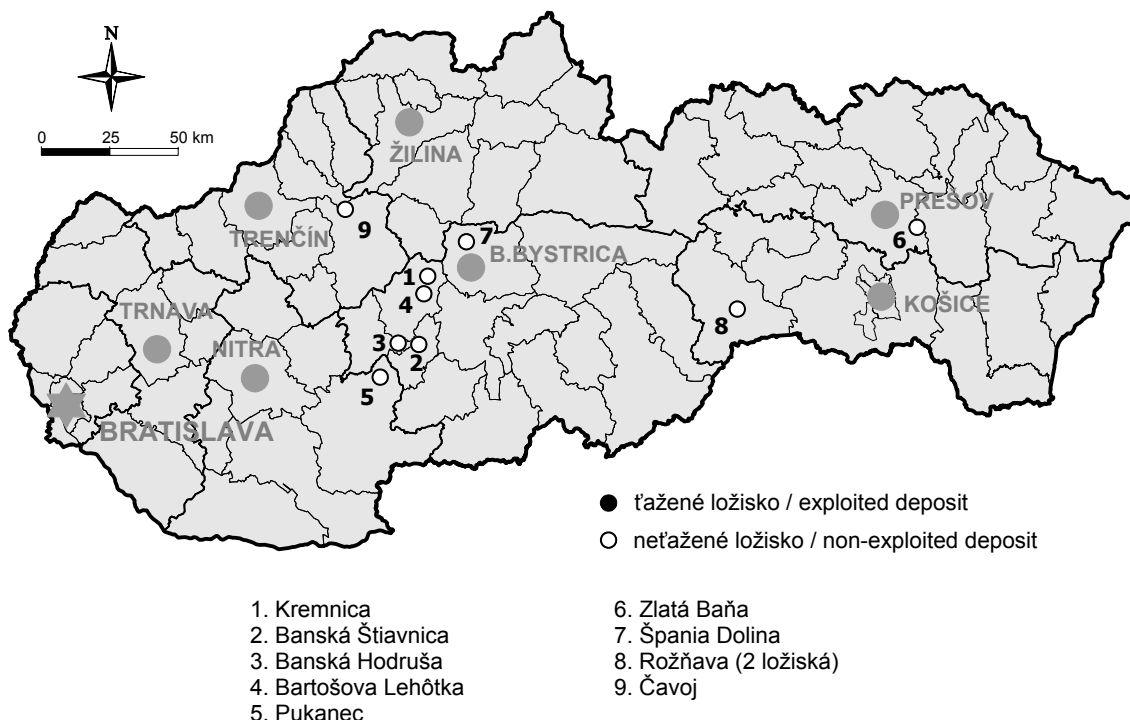 N
0 25 50 km
ŽILINA
PREŠOV
TRENČÍN
9
7
6
B.BYSTRICA
1
4
KOŠICE
TRNAVA
8
3
NITRA
2
5
BRATISLAVA
ťažené ložisko / exploited deposit
neťažené ložisko / non-exploited deposit
1. Kremnica
2. Banská Štiavnica
3. Banská Hodruša
4. Bartošova Lehôtka
5. Pukanec
6. Zlatá Baňa
7. Špania Dolina
8. Rožňava (2 ložiská)
9. Čavoj